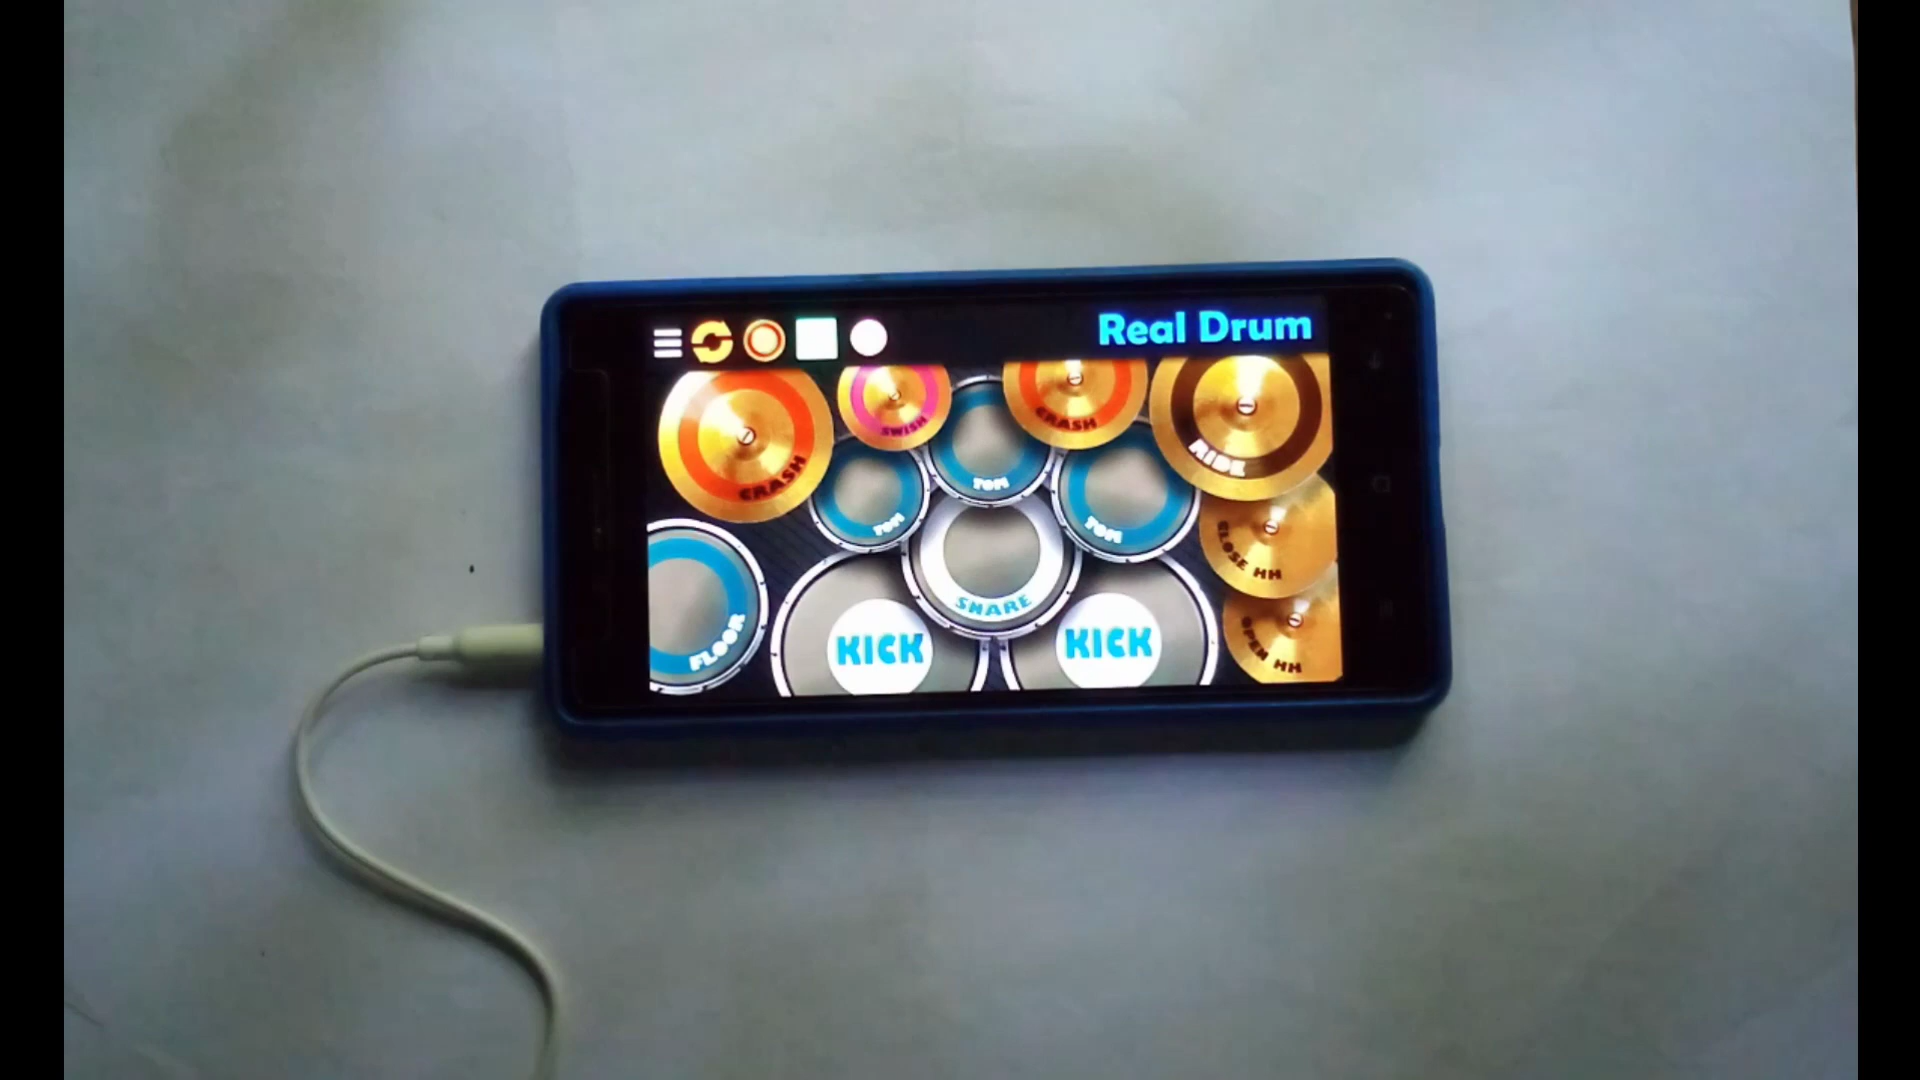 Real Drum
CRASH
SWISH
CRASH
RIDE
TOM
TOM
TOM
CLOSE HH
SNARE
FLOOR
KICK
KICK
OPEN HH